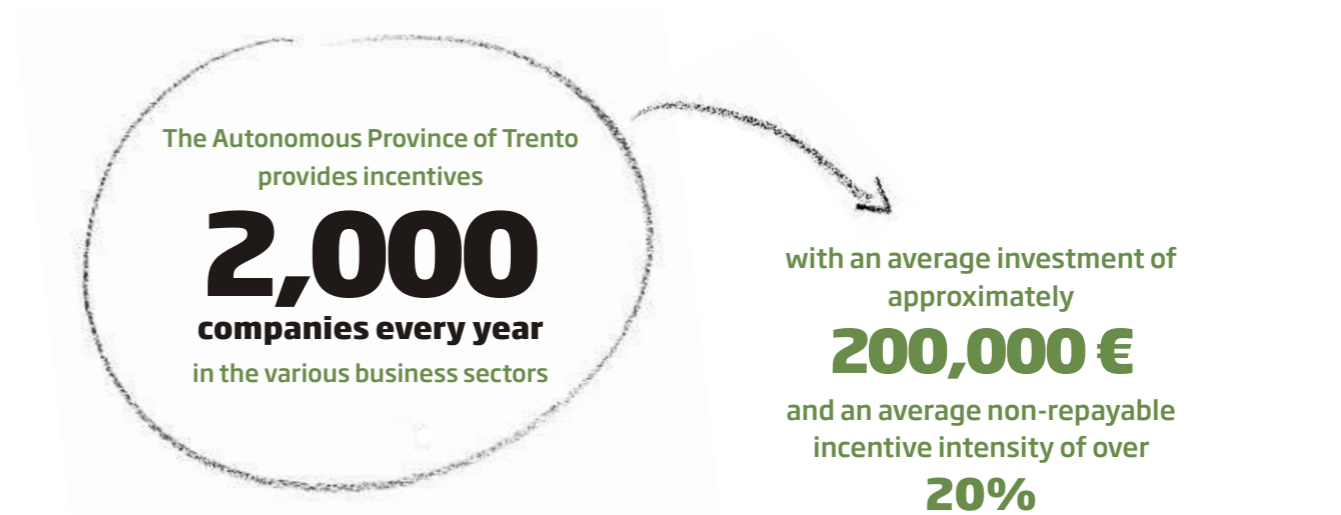 The Autonomous Province of Trento
provides incentives
2,000
companies every year
in the various business sectors
with an average investment of
approximately
200,000 €
and an average non-repayable
incentive intensity of over
20%